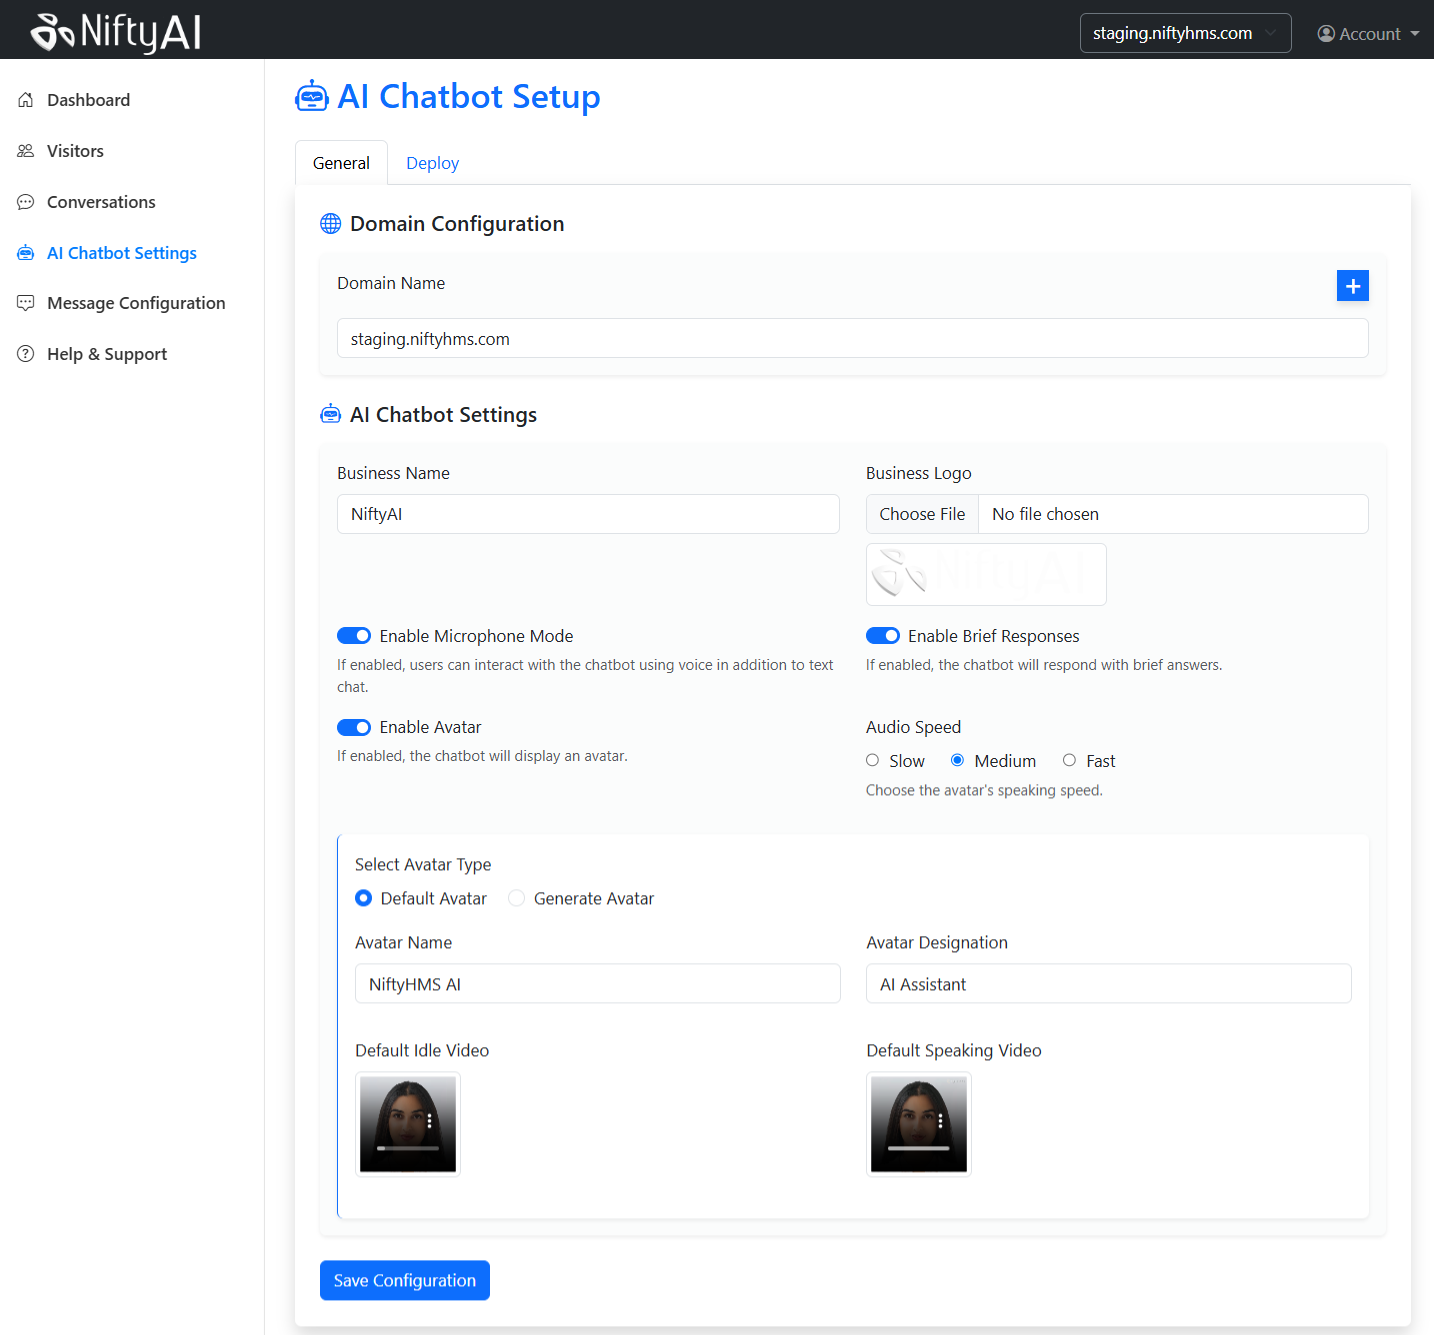 NiftyAI
staging.niftyhms.com
Account
Dashboard
Visitors
Conversations
AI Chatbot Settings
Message Configuration
Help & Support
AI Chatbot Setup
General
Deploy
Domain Configuration
Domain Name
staging.niftyhms.com
AI Chatbot Settings
Business Name
NiftyAI
Business Logo
Choose File
No file chosen
NiftyAI
Enable Microphone Mode
If enabled, users can interact with the chatbot using voice in addition to text
chat.
Enable Brief Responses
If enabled, the chatbot will respond with brief answers.
Enable Avatar
If enabled, the chatbot will display an avatar.
Audio Speed
Slow
Medium
Fast
Choose the avatar's speaking speed.
Select Avatar Type
Default Avatar
Generate Avatar
Avatar Name
NiftyHMS AI
Avatar Designation
AI Assistant
Default Idle Video
Default Speaking Video
Save Configuration